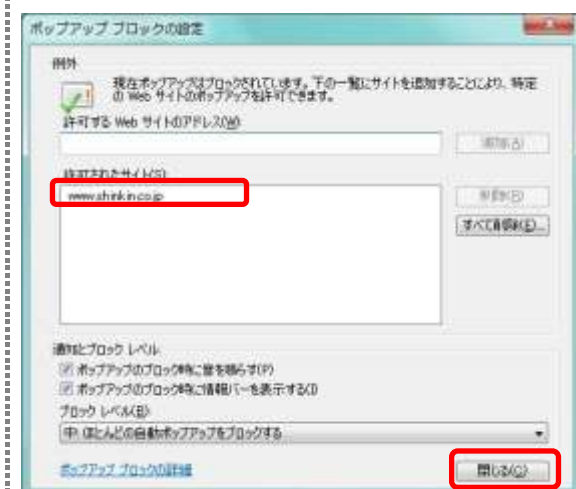 ポップアップ ブロックの設定
例外
現在ポップアップはブロックされています。下の一覧にサイトを追加することにより、特定
の Web サイトのポップアップを許可できます。
許可する Web サイトのアドレス(W):
追加(A)
許可されたサイト(S):
www.shinkin.co.jp
削除(R)
すべて削除(E)...
通知とブロック レベル
ポップアップのブロック時に音を鳴らす(P)
ポップアップのブロック時に情報バーを表示する(I)
ブロック レベル(B):
中: ほとんどの自動ポップアップをブロックする
ポップアップ ブロックの詳細
閉じる(C)